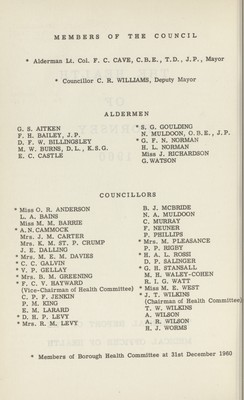 MEMBERS OF THE COUNCIL
* Alderman Lt. Col. F. C. CAVE, C.B.E., T.D., J.P., Mayor
* Councillor C. R. WILLIAMS, Deputy Mayor
ALDERMEN
G. S. AITKEN
F. H. BAILEY, J.P.
D. F. W. BILLINGSLEY
M. W. BURNS, D.L., K.S.G.
E. C. CASTLE
* S. G. GOULDING
N. MULDOON, O.B.E., J.P.
* G. F. N. NORMAN
H. L. NORMAN
Miss J. RICHARDSON
G. WATSON
COUNCILLORS
* Miss O. R. ANDERSON
L. A. BAINS
Miss M. M. BARRIE
* A. N. CAMMOCK
Mrs. J. M. CARTER
Mrs. K. M. ST. P. CRUMP
J. E. DALLING
* Mrs. M. K. M. DAVIES
* C. C. GALVIN
* V. P. GELLAY
* Mrs. B. M. GREENING
* F. C. V. HAYWARD
(Vice-Chairman of Health Committee)
C. P. F. JENKIN
P. M. KING
E. M. LARARD
* D. H. P. LEVY
* Mrs. R. M. LEVY
B. J. MCBRIDE
N. A. MULDOON
C. MURRAY
F. NEUNER
P. PHILLIPS
* Mrs. M. PLEASANCE
P. P. RIGBY
* H. A. L. ROSSI
D. P. SALINGER
* G. H. STANSALL
M. H. WALEY-COHEN
R. I. G. WATT
* Miss M. E. WEST
* J. T. WILKINS
(Chairman of Health Committee)
T. W. WILKINS
A. WILSON
A. R. WILSON
H. J. WORMS
* Members of Borough Health Committee at 31st December 1960